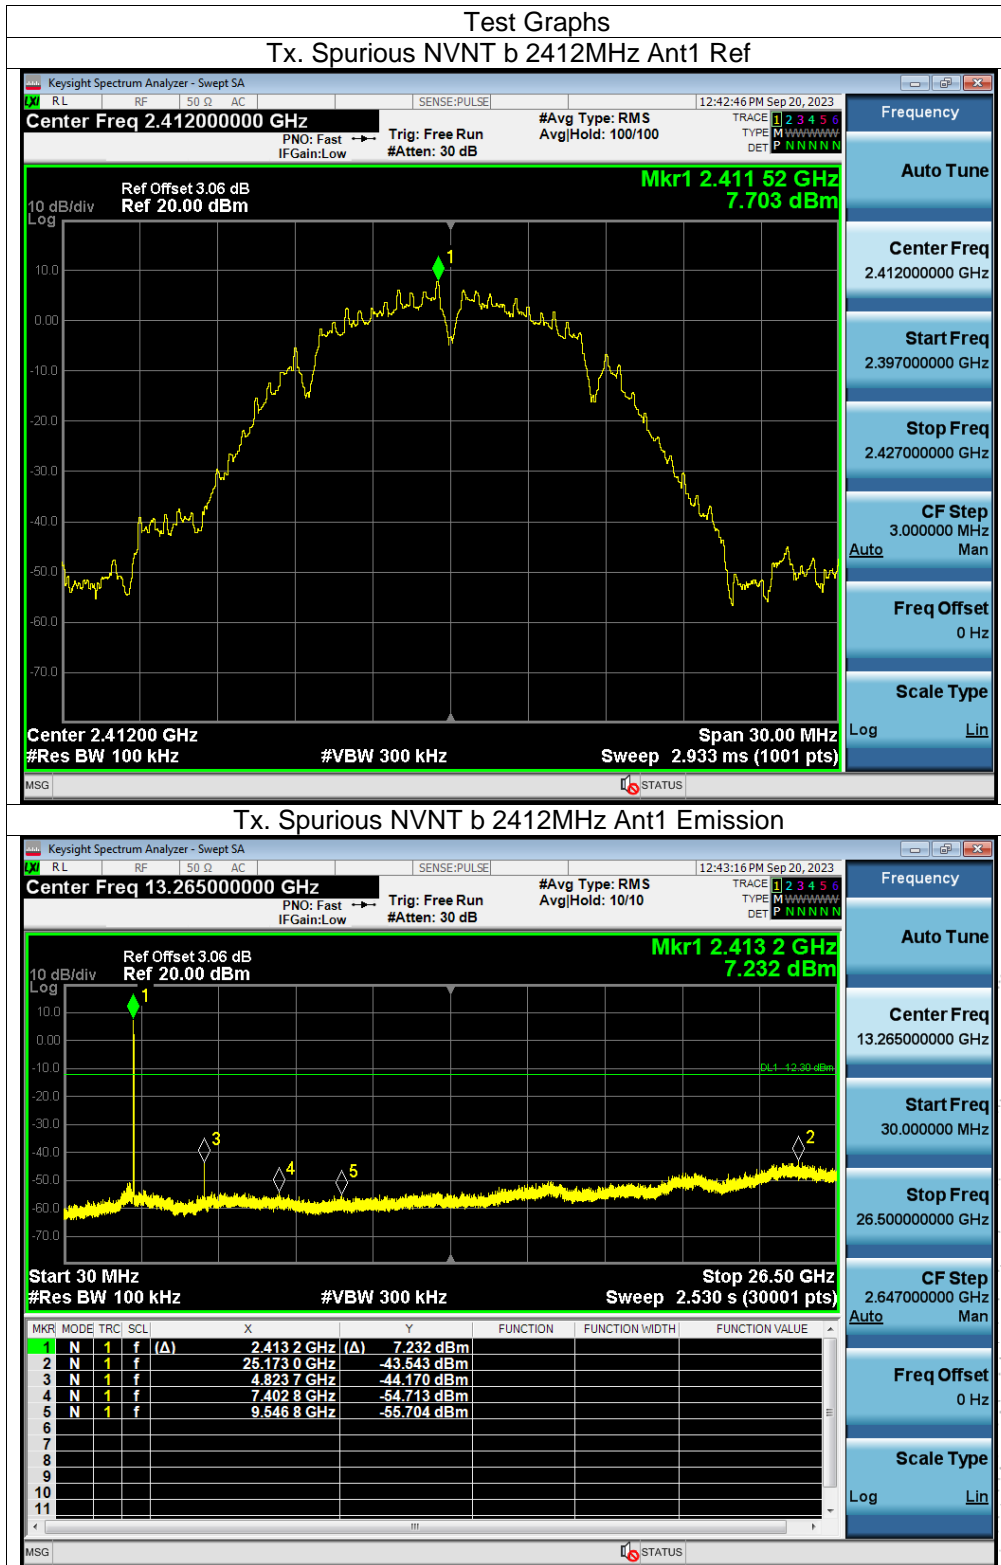 Test Graphs
Tx. Spurious NVNT b 2412MHz Ant1 Ref
Keysight Spectrum Analyzer - Swept SA
LXI RL RF 50 Ω AC SENSE:PULSE 12:42:46 PM Sep 20, 2023
Center Freq 2.412000000 GHz #Avg Type: RMS TRACE 1 2 3 4 5 6
PNO: Fast Trig: Free Run Avg|Hold: 100/100 TYPE M W W W W W
IFGain:Low #Atten: 30 dB DET P N N N N N
Frequency
Auto Tune
Mkr1 2.411 52 GHz
7.703 dBm
Ref Offset 3.06 dB
10 dB/div Ref 20.00 dBm
Log
1
10.0
0.00
-10.0
-20.0
-30.0
-40.0
-50.0
-60.0
-70.0
Center 2.41200 GHz Span 30.00 MHz
#Res BW 100 kHz #VBW 300 kHz Sweep 2.933 ms (1001 pts)
Center Freq
2.412000000 GHz
Start Freq
2.397000000 GHz
Stop Freq
2.427000000 GHz
CF Step
3.000000 MHz
Auto Man
Freq Offset
0 Hz
Scale Type
Log Lin
MSG STATUS
Tx. Spurious NVNT b 2412MHz Ant1 Emission
Keysight Spectrum Analyzer - Swept SA
LXI RL RF 50 Ω AC SENSE:PULSE 12:43:16 PM Sep 20, 2023
Center Freq 13.265000000 GHz #Avg Type: RMS TRACE 1 2 3 4 5 6
PNO: Fast Trig: Free Run Avg|Hold: 10/10 TYPE M W W W W W
IFGain:Low #Atten: 30 dB DET P N N N N N
Frequency
Auto Tune
Mkr1 2.413 2 GHz
7.232 dBm
Ref Offset 3.06 dB
10 dB/div Ref 20.00 dBm
Log
1
10.0
0.00
-10.0
DL1 -12.30 dBm
-20.0
-30.0
3 2
-40.0
4 5
-50.0
-60.0
-70.0
Start 30 MHz Stop 26.50 GHz
#Res BW 100 kHz #VBW 300 kHz Sweep 2.530 s (30001 pts)
MKR MODE TRC SCL X Y FUNCTION FUNCTION WIDTH FUNCTION VALUE
1 N 1 f (Δ) 2.413 2 GHz (Δ) 7.232 dBm
2 N 1 f 25.173 0 GHz -43.543 dBm
3 N 1 f 4.823 7 GHz -44.170 dBm
4 N 1 f 7.402 8 GHz -54.713 dBm
5 N 1 f 9.546 8 GHz -55.704 dBm
6
7
8
9
10
11
Center Freq
13.265000000 GHz
Start Freq
30.000000 MHz
Stop Freq
26.500000000 GHz
CF Step
2.647000000 GHz
Auto Man
Freq Offset
0 Hz
Scale Type
Log Lin
MSG STATUS